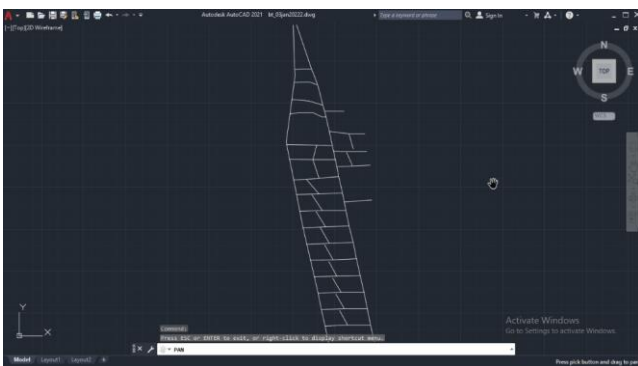 Autodesk AutoCAD 2021
Type a keyword or phrase
Sign In
[-][Top][2D Wireframe]
N
W
TOP
E
S
Y
X
Activate Windows
Go to Settings to activate Windows.
Command:
Press ESC or ENTER to exit, or right-click to display shortcut menu.
PAN
Model
Layout1
Layout2
Press pick button and drag to pan